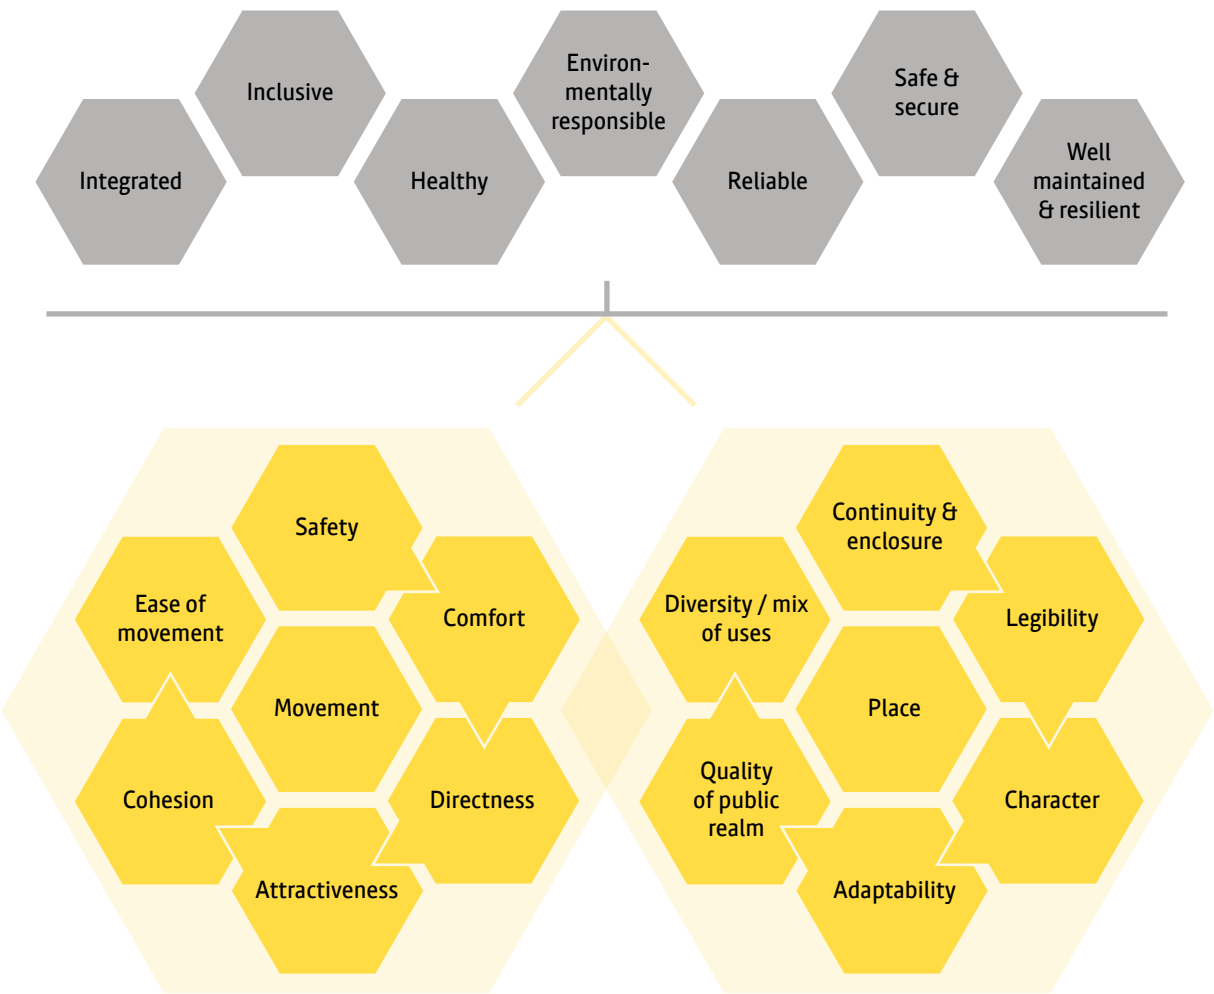 Integrated
Inclusive
Healthy
Environ-
mentally
responsible
Reliable
Safe &
secure
Well
maintained
& resilient
Safety
Ease of
movement
Comfort
Movement
Cohesion
Directness
Attractiveness
Continuity &
enclosure
Diversity / mix
of uses
Legibility
Place
Quality
of public
realm
Character
Adaptability